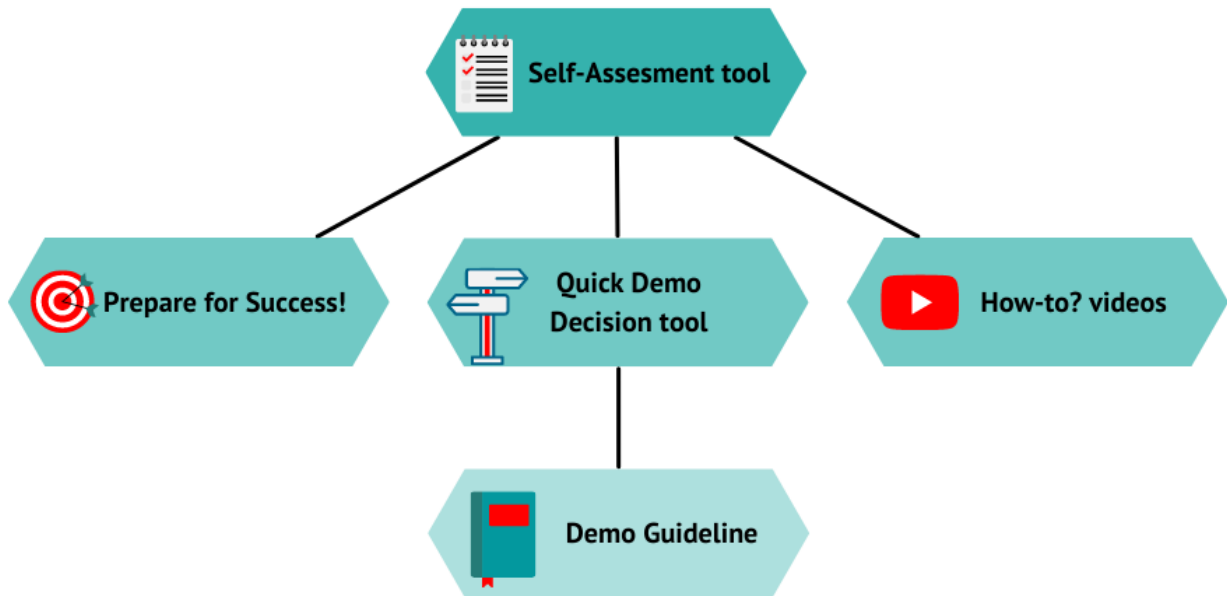 Self-Assesment tool
Prepare for Success!
Quick Demo
Decision tool
How-to? videos
Demo Guideline